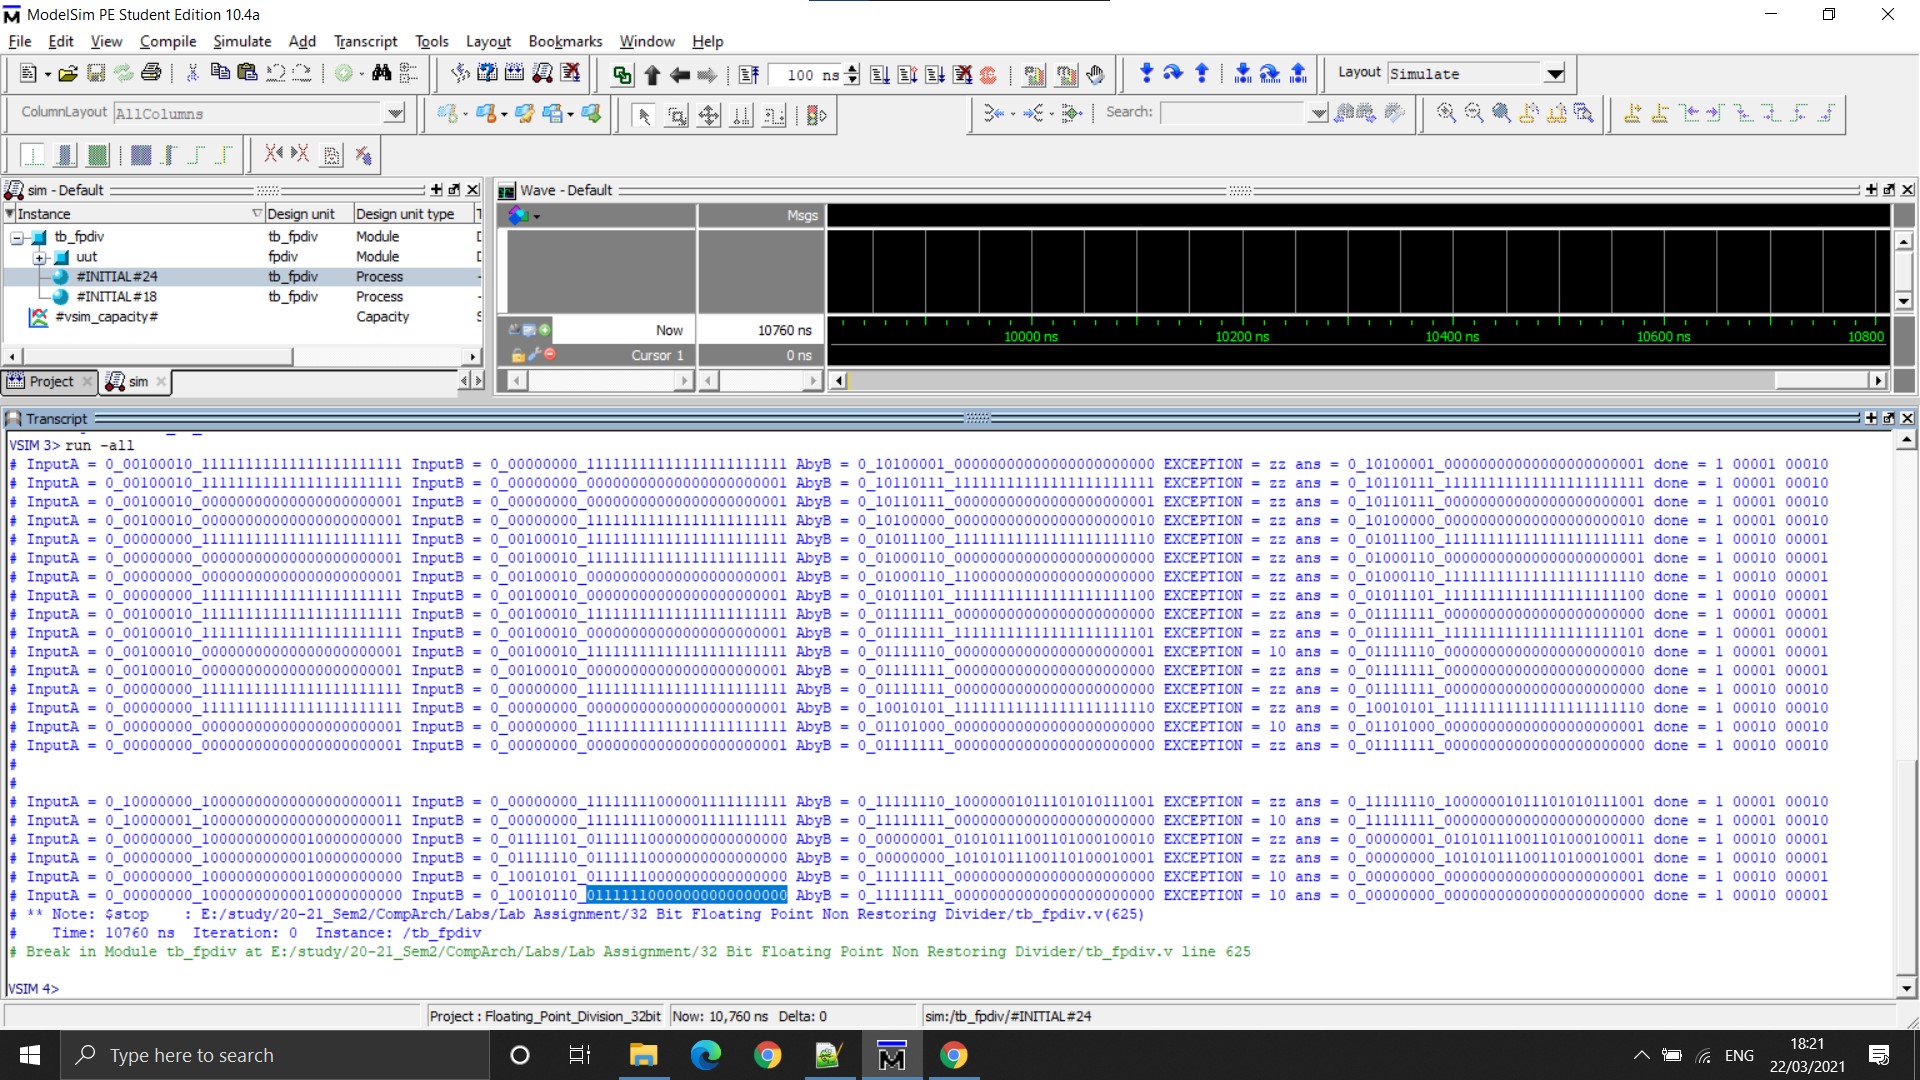 ModelSim PE Student Edition 10.4a
File Edit View Compile Simulate Add Transcript Tools Layout Bookmarks Window Help
100 ns Layout Simulate
ColumnLayout AllColumns Search:
sim - Default
Instance Design unit Design unit type
tb_fpdiv tb_fpdiv Module
uut fpdiv Module
#INITIAL#24 tb_fpdiv Process
#INITIAL#18 tb_fpdiv Process
#vsim_capacity# Capacity
Project sim
Wave - Default
Msgs
Now 10760 ns
Cursor 1 0 ns
10000 ns 10200 ns 10400 ns 10600 ns 10800
Transcript
VSIM 3> run -all
# InputA = 0_00100010_11111111111111111111111 InputB = 0_00000000_11111111111111111111111 AbyB = 0_10100001_00000000000000000000000 EXCEPTION = zz ans = 0_10100001_00000000000000000000001 done = 1 00001 00010
# InputA = 0_00100010_11111111111111111111111 InputB = 0_00000000_00000000000000000000001 AbyB = 0_10110111_11111111111111111111111 EXCEPTION = zz ans = 0_10110111_11111111111111111111111 done = 1 00001 00010
# InputA = 0_00100010_00000000000000000000001 InputB = 0_00000000_00000000000000000000001 AbyB = 0_10110111_00000000000000000000001 EXCEPTION = zz ans = 0_10110111_00000000000000000000001 done = 1 00001 00010
# InputA = 0_00100010_00000000000000000000001 InputB = 0_00000000_11111111111111111111111 AbyB = 0_10100000_00000000000000000000010 EXCEPTION = zz ans = 0_10100000_00000000000000000000010 done = 1 00001 00010
# InputA = 0_00000000_11111111111111111111111 InputB = 0_00100010_11111111111111111111111 AbyB = 0_01011100_11111111111111111111110 EXCEPTION = zz ans = 0_01011100_11111111111111111111111 done = 1 00010 00001
# InputA = 0_00000000_00000000000000000000001 InputB = 0_00100010_11111111111111111111111 AbyB = 0_01000110_00000000000000000000000 EXCEPTION = zz ans = 0_01000110_00000000000000000000001 done = 1 00010 00001
# InputA = 0_00000000_00000000000000000000001 InputB = 0_00100010_00000000000000000000001 AbyB = 0_01000110_11000000000000000000000 EXCEPTION = zz ans = 0_01000110_11111111111111111111110 done = 1 00010 00001
# InputA = 0_00000000_11111111111111111111111 InputB = 0_00100010_00000000000000000000001 AbyB = 0_01011101_11111111111111111111100 EXCEPTION = zz ans = 0_01011101_11111111111111111111100 done = 1 00010 00001
# InputA = 0_00100010_11111111111111111111111 InputB = 0_00100010_11111111111111111111111 AbyB = 0_01111111_00000000000000000000000 EXCEPTION = zz ans = 0_01111111_00000000000000000000000 done = 1 00001 00001
# InputA = 0_00100010_11111111111111111111111 InputB = 0_00100010_00000000000000000000001 AbyB = 0_01111111_11111111111111111111101 EXCEPTION = zz ans = 0_01111111_11111111111111111111101 done = 1 00001 00001
# InputA = 0_00100010_00000000000000000000001 InputB = 0_00100010_11111111111111111111111 AbyB = 0_01111110_00000000000000000000001 EXCEPTION = 10 ans = 0_01111110_00000000000000000000010 done = 1 00001 00001
# InputA = 0_00100010_00000000000000000000001 InputB = 0_00100010_00000000000000000000001 AbyB = 0_01111111_00000000000000000000000 EXCEPTION = zz ans = 0_01111111_00000000000000000000000 done = 1 00001 00001
# InputA = 0_00000000_11111111111111111111111 InputB = 0_00000000_11111111111111111111111 AbyB = 0_01111111_00000000000000000000000 EXCEPTION = zz ans = 0_01111111_00000000000000000000000 done = 1 00010 00010
# InputA = 0_00000000_11111111111111111111111 InputB = 0_00000000_00000000000000000000001 AbyB = 0_10010101_11111111111111111111110 EXCEPTION = zz ans = 0_10010101_11111111111111111111110 done = 1 00010 00010
# InputA = 0_00000000_00000000000000000000001 InputB = 0_00000000_11111111111111111111111 AbyB = 0_01101000_00000000000000000000000 EXCEPTION = 10 ans = 0_01101000_00000000000000000000001 done = 1 00010 00010
# InputA = 0_00000000_00000000000000000000001 InputB = 0_00000000_00000000000000000000001 AbyB = 0_01111111_00000000000000000000000 EXCEPTION = zz ans = 0_01111111_00000000000000000000000 done = 1 00010 00010
#
#
# InputA = 0_10000000_10000000000000000000011 InputB = 0_00000000_11111111000001111111111 AbyB = 0_11111110_10000001011101010111001 EXCEPTION = zz ans = 0_11111110_10000001011101010111001 done = 1 00001 00010
# InputA = 0_10000001_10000000000000000000011 InputB = 0_00000000_11111111000001111111111 AbyB = 0_11111111_00000000000000000000000 EXCEPTION = 10 ans = 0_11111111_00000000000000000000000 done = 1 00001 00010
# InputA = 0_00000000_10000000000010000000000 InputB = 0_01111101_01111110000000000000000 AbyB = 0_00000001_01010111001101000100010 EXCEPTION = zz ans = 0_00000001_01010111001101000100011 done = 1 00010 00001
# InputA = 0_00000000_10000000000010000000000 InputB = 0_01111110_01111110000000000000000 AbyB = 0_00000000_10101011100110100010001 EXCEPTION = zz ans = 0_00000000_10101011100110100010001 done = 1 00010 00001
# InputA = 0_00000000_10000000000010000000000 InputB = 0_10010101_01111110000000000000000 AbyB = 0_11111111_00000000000000000000000 EXCEPTION = 10 ans = 0_00000000_00000000000000000000000 done = 1 00010 00001
# InputA = 0_00000000_10000000000010000000000 InputB = 0_10010110_01111110000000000000000 AbyB = 0_11111111_00000000000000000000000 EXCEPTION = 10 ans = 0_00000000_00000000000000000000000 done = 1 00010 00001
# ** Note: $stop : E:/study/20-21_Sem2/CompArch/Labs/Lab Assignment/32 Bit Floating Point Non Restoring Divider/tb_fpdiv.v(625)
# Time: 10760 ns Iteration: 0 Instance: /tb_fpdiv
# Break in Module tb_fpdiv at E:/study/20-21_Sem2/CompArch/Labs/Lab Assignment/32 Bit Floating Point Non Restoring Divider/tb_fpdiv.v line 625
VSIM 4>
Project : Floating_Point_Division_32bit Now: 10,760 ns Delta: 0 sim:/tb_fpdiv/#INITIAL#24
Type here to search
ENG
18:21
22/03/2021